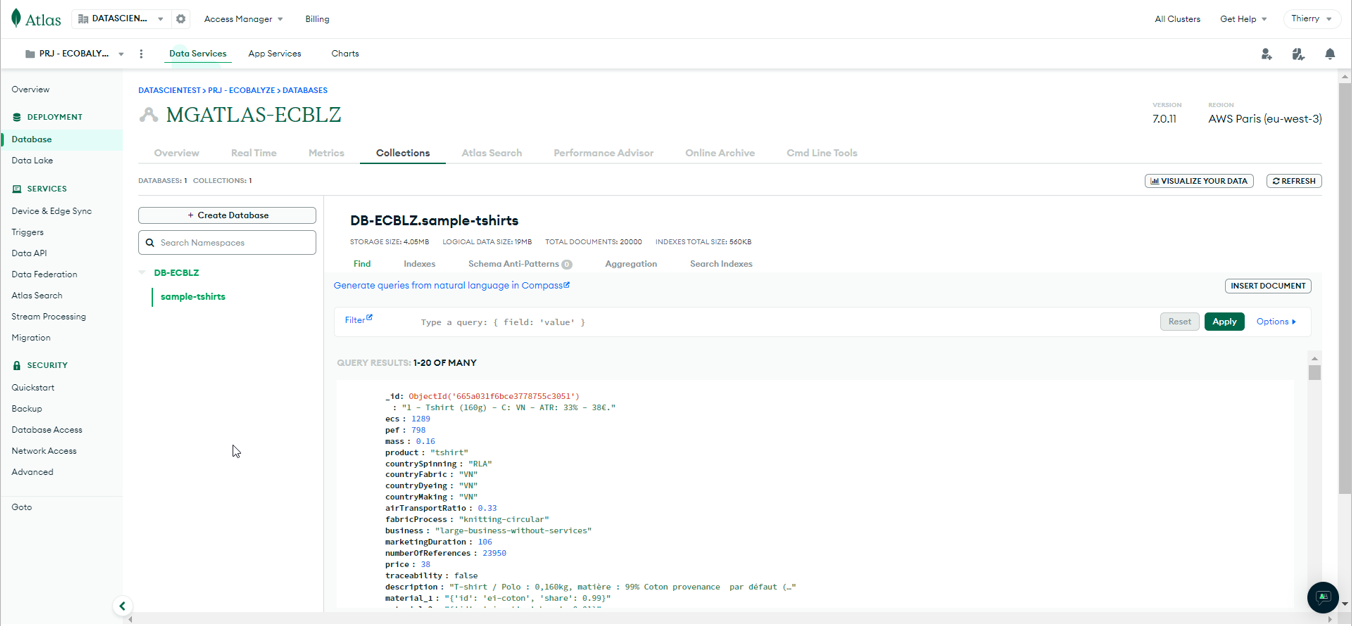 Atlas
DATASCIEN...
Access Manager
Billing
All Clusters
Get Help
Thierry
PRJ - ECOBALY...
Data Services
App Services
Charts
Overview
DEPLOYMENT
Database
Data Lake
SERVICES
Device & Edge Sync
Triggers
Data API
Data Federation
Atlas Search
Stream Processing
Migration
SECURITY
Quickstart
Backup
Database Access
Network Access
Advanced
Goto
DATASCIENTEST > PRJ - ECOBALYZE > DATABASES
MGATLAS-ECBLZ
VERSION
7.0.11
REGION
AWS Paris (eu-west-3)
Overview
Real Time
Metrics
Collections
Atlas Search
Performance Advisor
Online Archive
Cmd Line Tools
DATABASES: 1 COLLECTIONS: 1
VISUALIZE YOUR DATA
REFRESH
+ Create Database
Search Namespaces
DB-ECBLZ
sample-tshirts
DB-ECBLZ.sample-tshirts
STORAGE SIZE: 4.05MB LOGICAL DATA SIZE: 19MB TOTAL DOCUMENTS: 20000 INDEXES TOTAL SIZE: 560KB
Find
Indexes
Schema Anti-Patterns 0
Aggregation
Search Indexes
Generate queries from natural language in Compass
INSERT DOCUMENT
Filter
Type a query: { field: 'value' }
Reset
Apply
Options
QUERY RESULTS: 1-20 OF MANY
_id: ObjectId('665a031f6bce3778755c3051')
: "1 - Tshirt (160g) - C: VN - ATR: 33% - 38€."
ecs : 1289
pef : 798
mass : 0.16
product : "tshirt"
countrySpinning : "RLA"
countryFabric : "VN"
countryDyeing : "VN"
countryMaking : "VN"
airTransportRatio : 0.33
fabricProcess : "knitting-circular"
business : "large-business-without-services"
marketingDuration : 106
numberOfReferences : 23950
price : 38
traceability : false
description : "T-shirt / Polo : 0,160kg, matière : 99% Coton provenance  par défaut (…"
material_1 : "{'id': 'ei-coton', 'share': 0.99}"